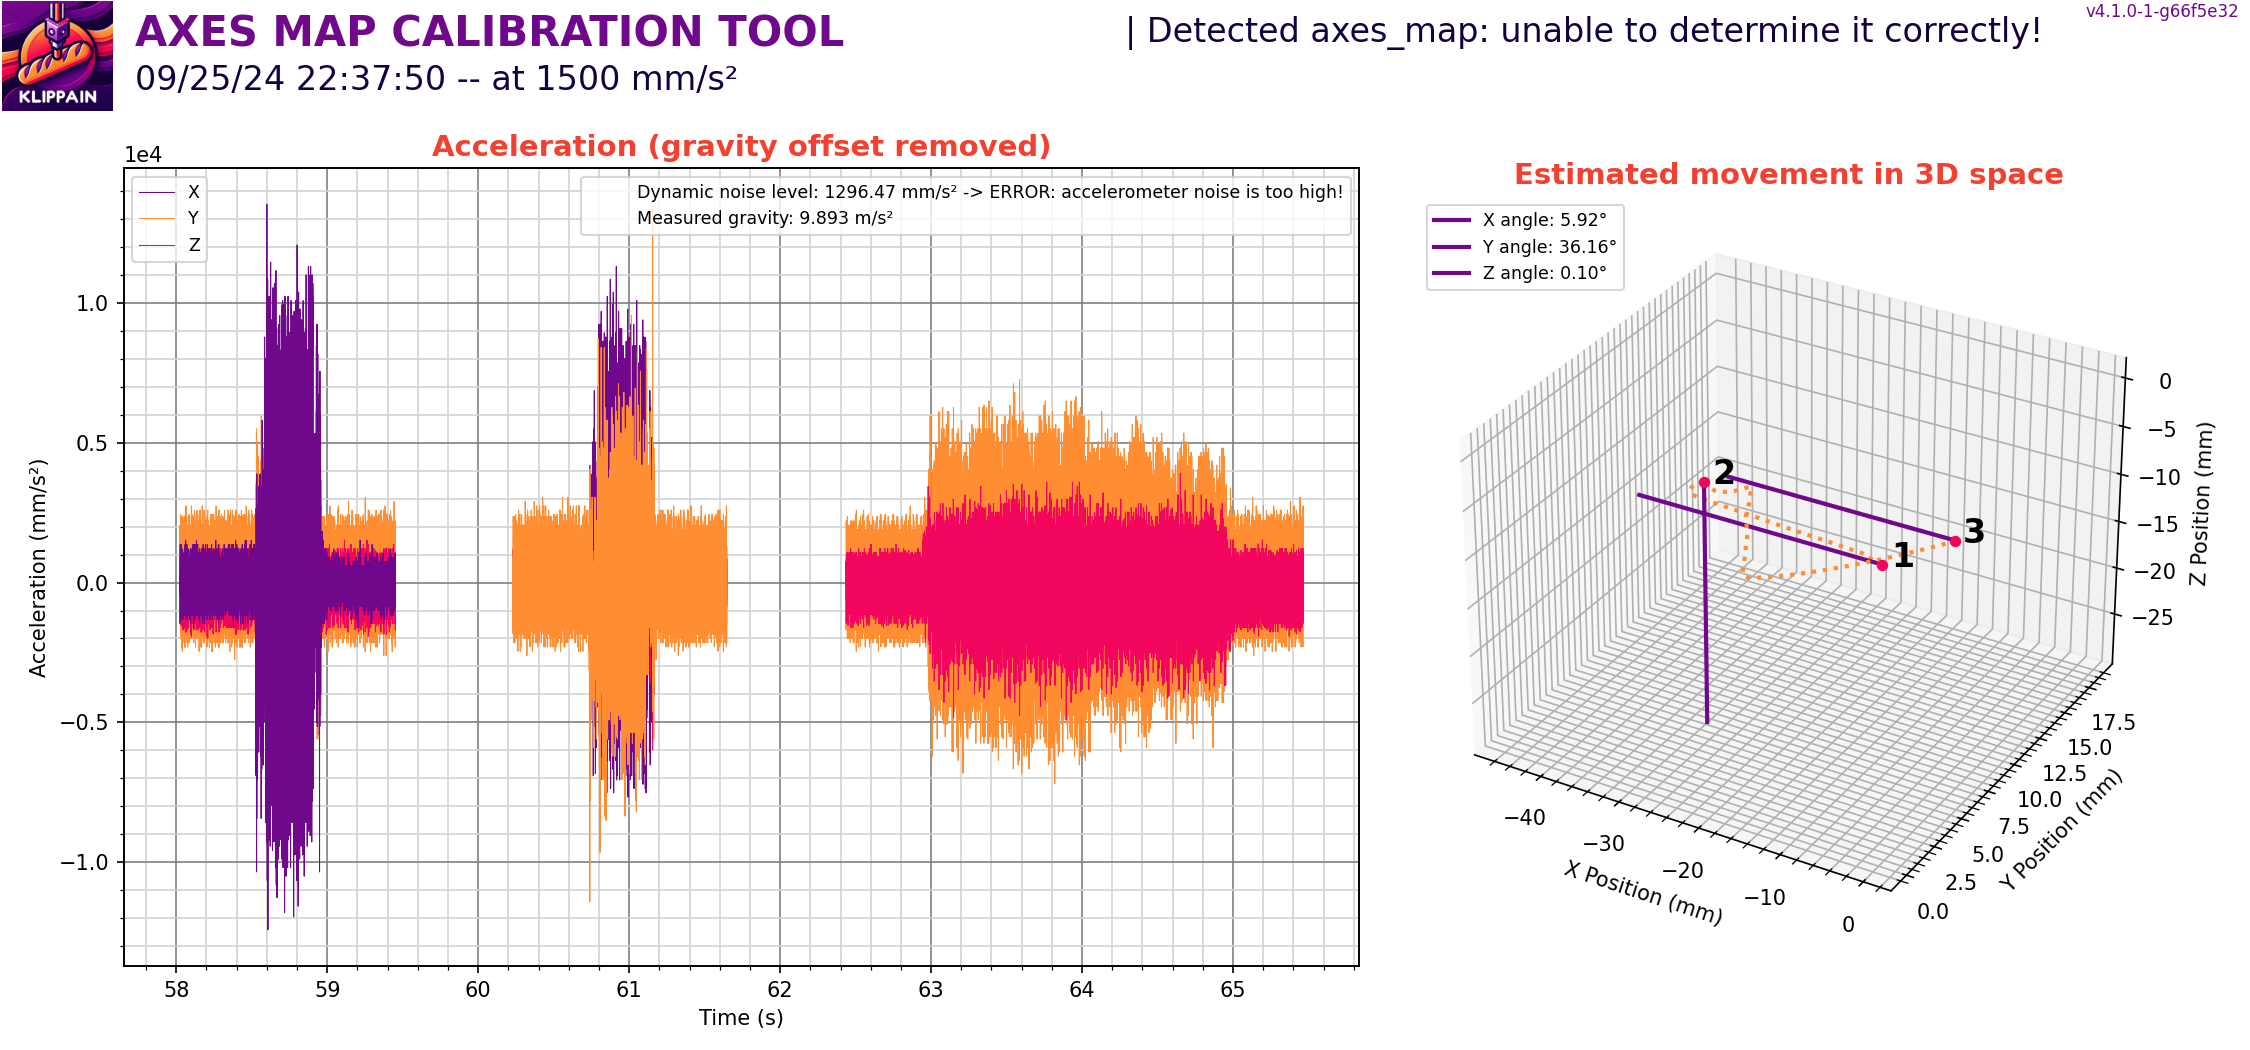 AXES MAP CALIBRATION TOOL
| Detected axes_map: unable to determine it correctly!
v4.1.0-1-g66f5e32
KLIPPAIN
09/25/24 22:37:50 -- at 1500 mm/s²
Acceleration (gravity offset removed)
1e4
X
Y
Z
Dynamic noise level: 1296.47 mm/s² -> ERROR: accelerometer noise is too high!
Measured gravity: 9.893 m/s²
1.0
0.5
0.0
−0.5
−1.0
Acceleration (mm/s²)
58
59
60
61
62
63
64
65
Time (s)
Estimated movement in 3D space
X angle: 5.92°
Y angle: 36.16°
Z angle: 0.10°
2
3
1
0
−5
−10
−15
−20
−25
Z Position (mm)
17.5
15.0
12.5
10.0
7.5
5.0
2.5
0.0
Y Position (mm)
−40
−30
−20
−10
0
X Position (mm)